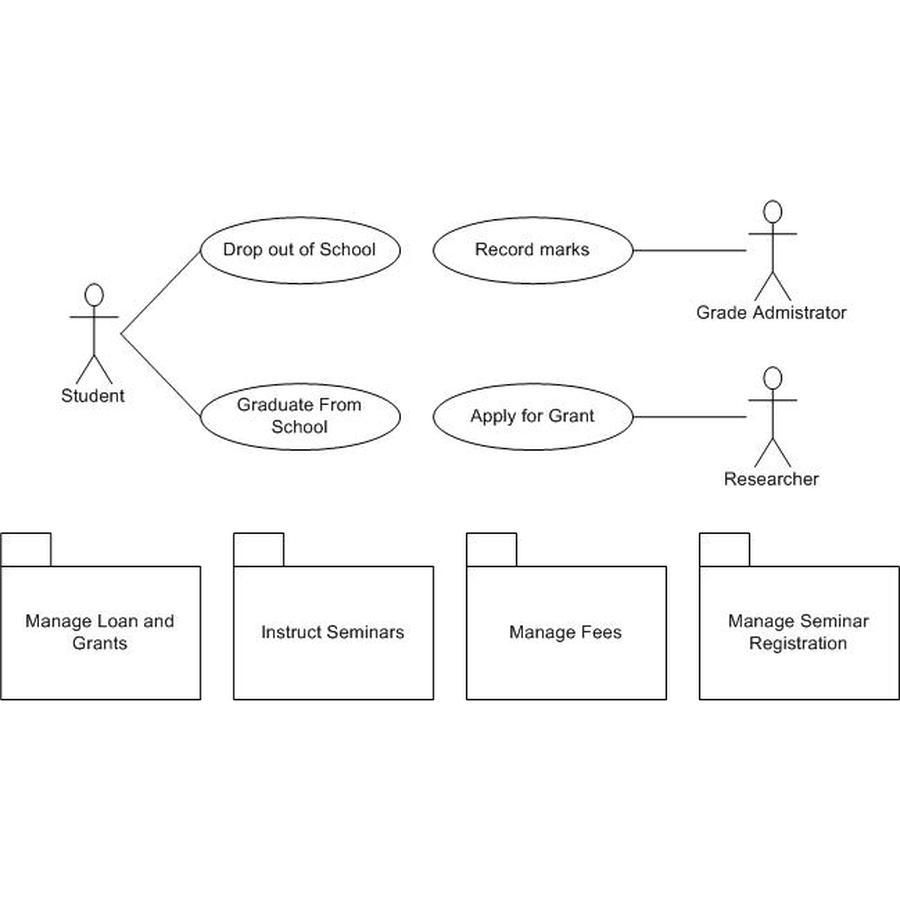 Drop out of School
Record marks
Grade Admistrator
Student
Graduate From
School
Apply for Grant
Researcher
Manage Loan and
Grants
Instruct Seminars
Manage Fees
Manage Seminar
Registration